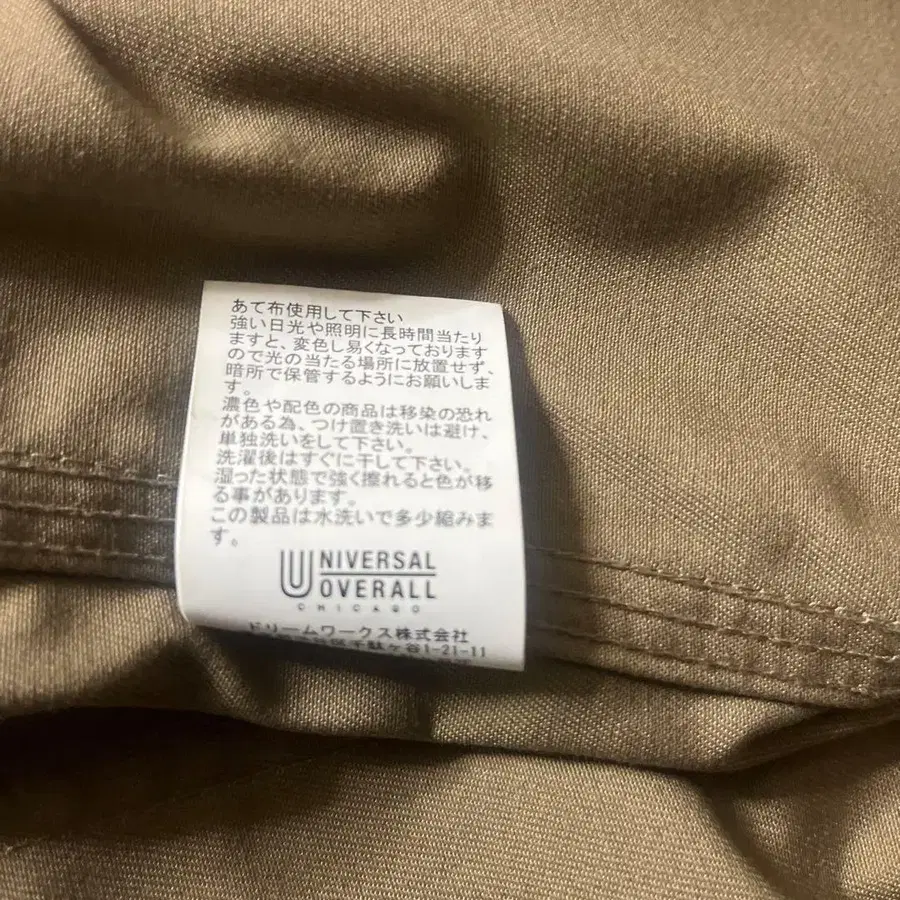 あて布使用して下さい
強い日光や照明に長時間当たり
ますと、変色し易くなっております
ので光の当たる場所に放置せず、
暗所で保管するようにお願いしま
す。
濃色や配色の商品は移染の恐れ
がある為、つけ置き洗いは避け、
単独洗いをして下さい。
洗濯後はすぐに干して下さい。
湿った状態で強く擦れると色が移
る事があります。
この製品は水洗いで多少縮みま
す。
UNIVERSAL
OVERALL
CHICAGO
ドリームワークス株式会社
千駄ヶ谷1-21-11